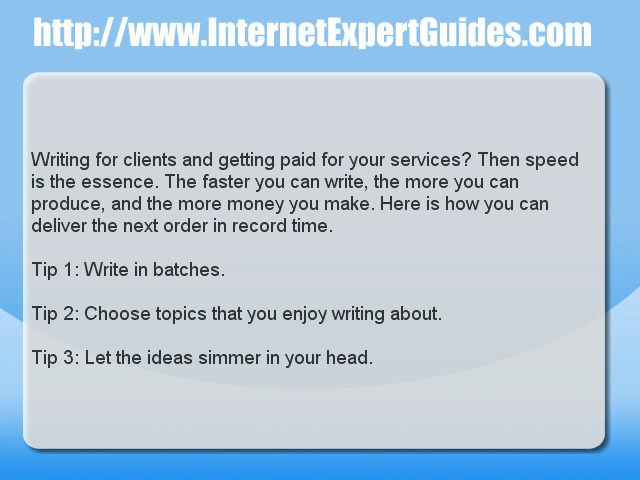 http://www.InternetExpertGuides.com
Writing for clients and getting paid for your services? Then speed
is the essence. The faster you can write, the more you can
produce, and the more money you make. Here is how you can
deliver the next order in record time.
Tip 1: Write in batches.
Tip 2: Choose topics that you enjoy writing about.
Tip 3: Let the ideas simmer in your head.